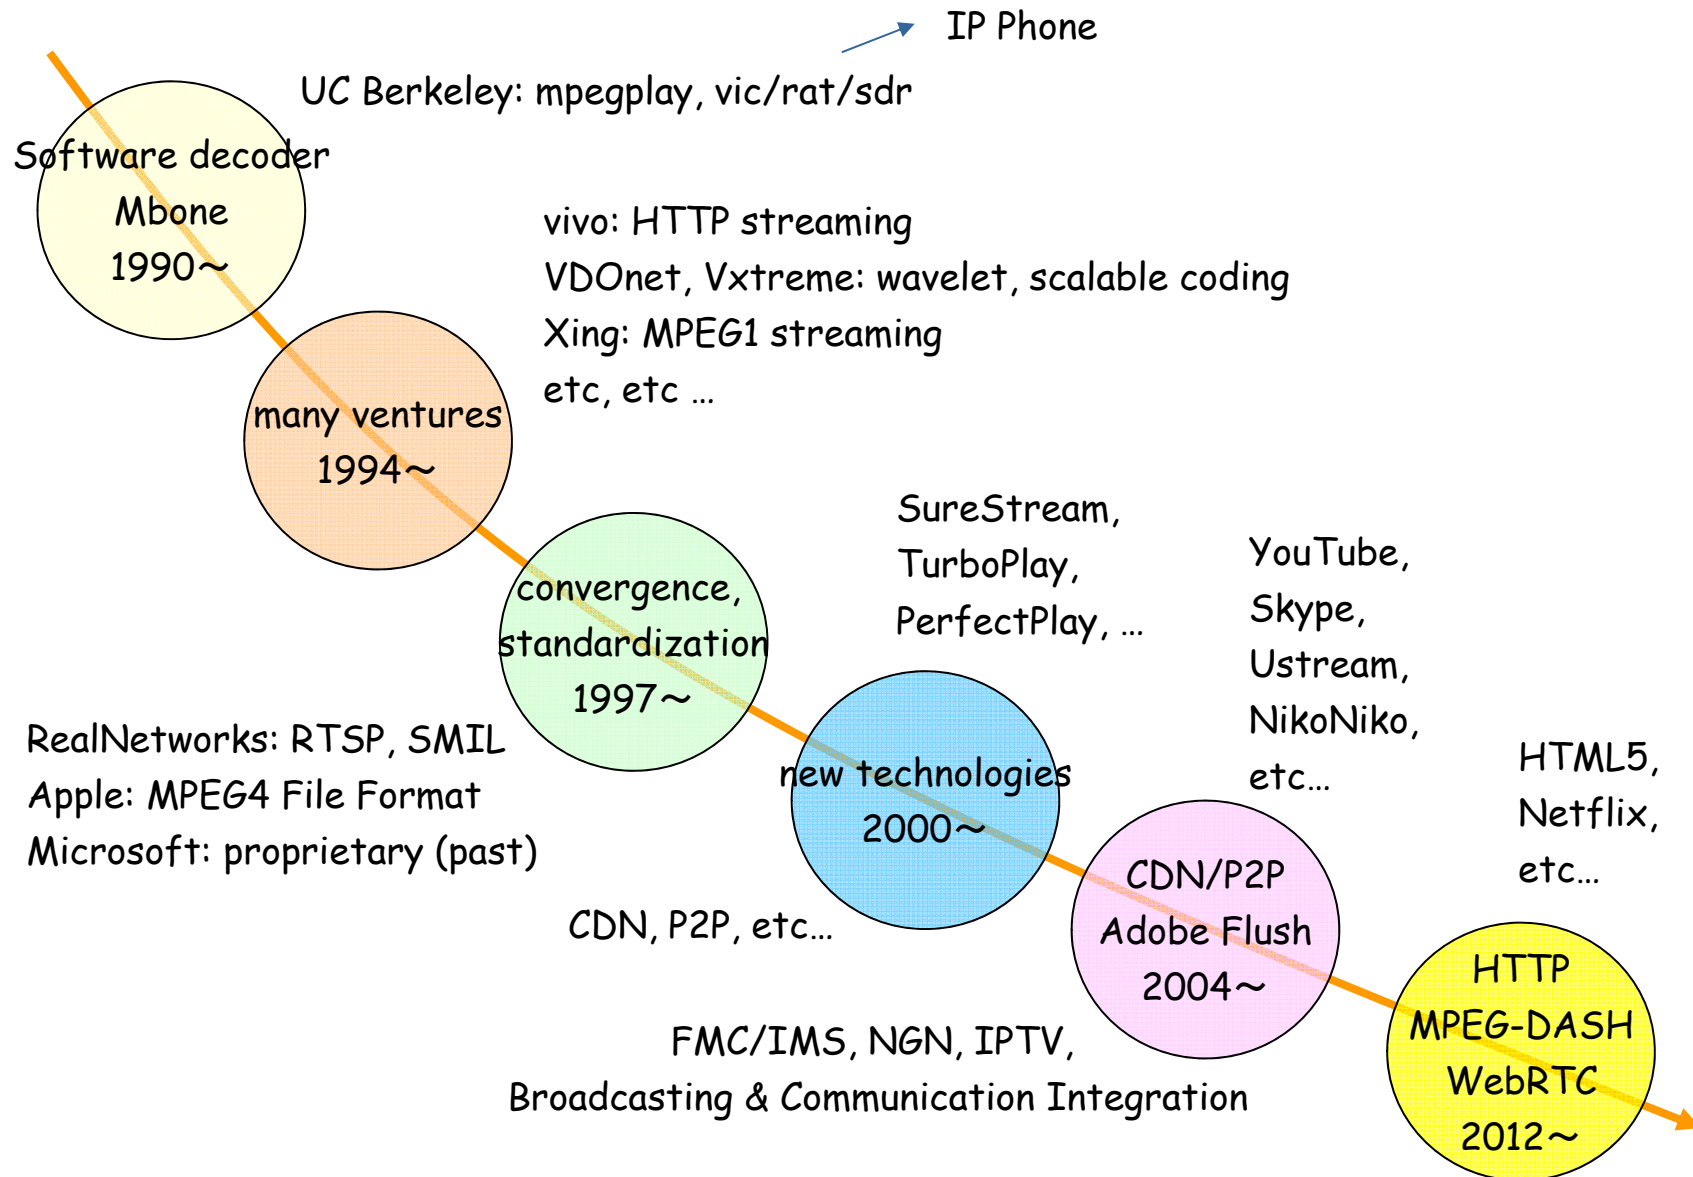 IP Phone
UC Berkeley: mpegplay, vic/rat/sdr
Software decoder
Mbone
1990～
vivo: HTTP streaming
VDOnet, Vxtreme: wavelet, scalable coding
Xing: MPEG1 streaming
etc, etc …
many ventures
1994～
convergence,
standardization
1997～
RealNetworks: RTSP, SMIL
Apple: MPEG4 File Format
Microsoft: proprietary (past)
SureStream,
TurboPlay,
PerfectPlay, …
new technologies
2000～
CDN, P2P, etc…
YouTube,
Skype,
Ustream,
NikoNiko,
etc…
CDN/P2P
Adobe Flush
2004～
FMC/IMS, NGN, IPTV,
Broadcasting & Communication Integration
HTML5,
Netflix,
etc…
HTTP
MPEG-DASH
WebRTC
2012～